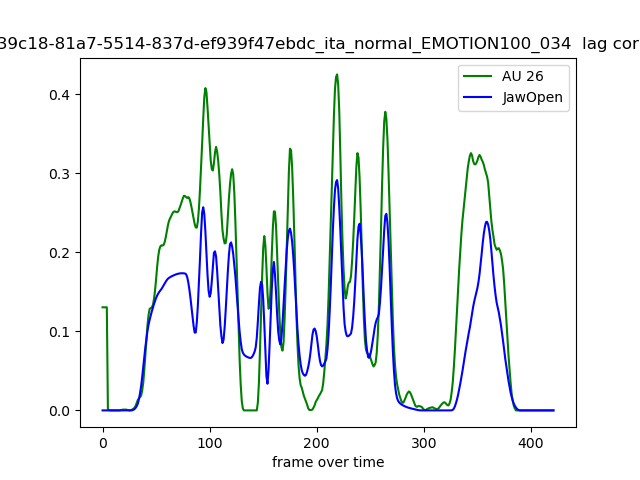 39c18-81a7-5514-837d-ef939f47ebdc_ita_normal_EMOTION100_034 lag cor
AU 26
JawOpen
0.4
0.3
0.2
0.1
0.0
0 100 200 300 400
frame over time